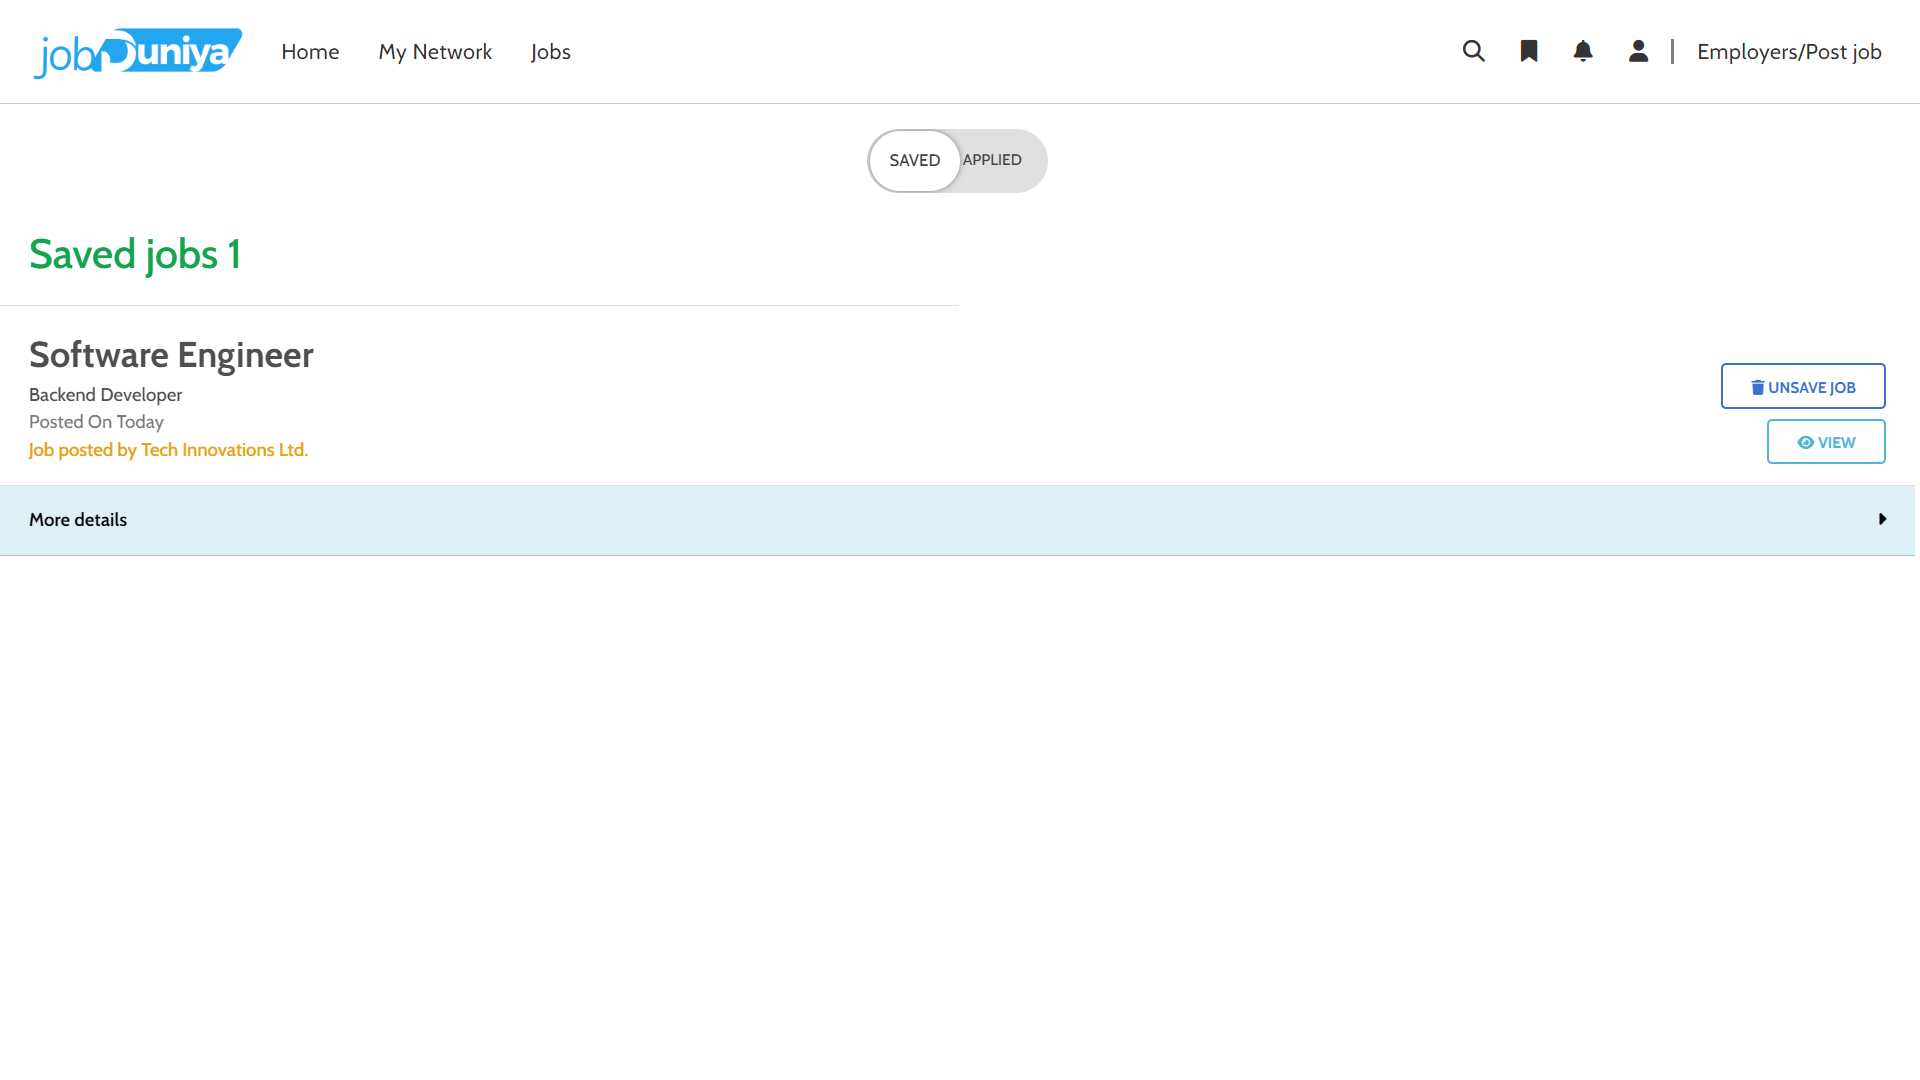 jobDuniya
Home My Network Jobs
Employers/Post job
SAVED APPLIED
Saved jobs 1
Software Engineer
Backend Developer
Posted On Today
Job posted by Tech Innovations Ltd.
UNSAVE JOB
VIEW
More details